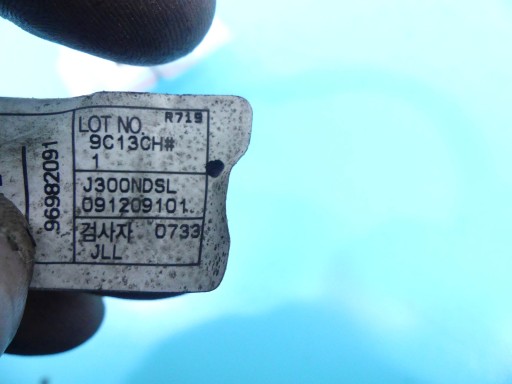 R719
LOT NO.
9C13CH#
1
J300NDSL
091209101
검사자 0733
JLL
96982091